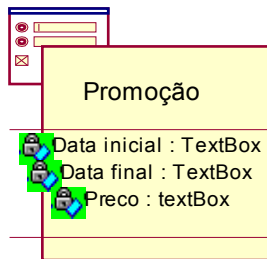 Promoção
Data inicial : TextBox
Data final : TextBox
Preco : textBox